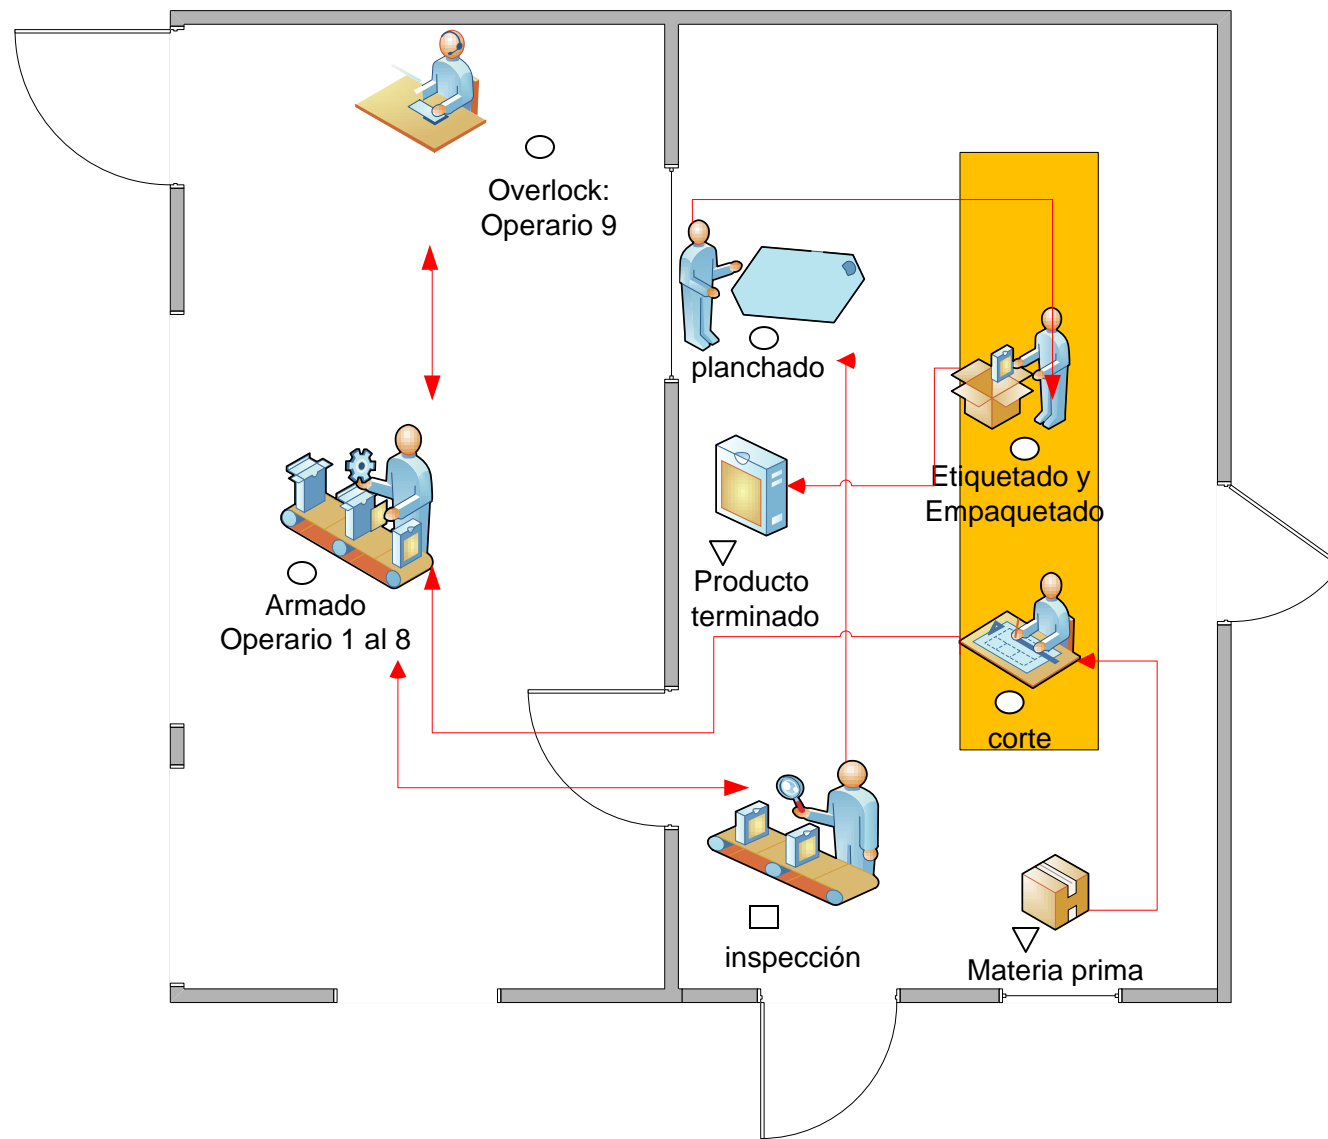 Overlock:
Operario 9
planchado
Etiquetado y
Empaquetado
Armado
Operario 1 al 8
Producto
terminado
corte
inspección
Materia prima